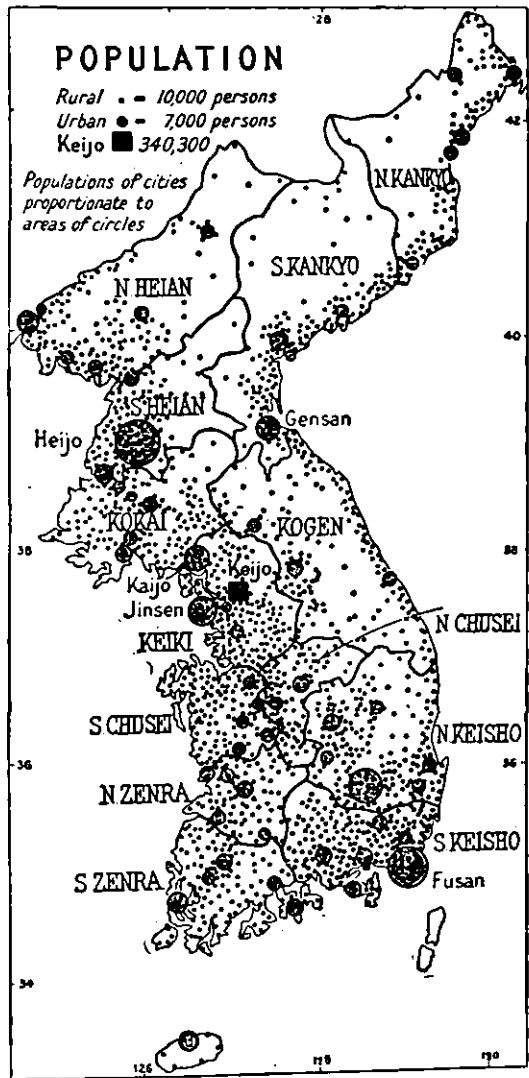 POPULATION
Rural • = 10,000 persons
Urban ● = 7,000 persons
Keijo ■ 340,300
Populations of cities
proportionate to
areas of circles
128
42
N.KANKYO
S.KANKYO
N.HEIAN
40
S.HEIAN
Gensan
Heijo
KOKAI
KOGEN
38
38
Keijo
Kaijo
Jinsen
N.CHUSEI
KEIKI
S.CHUSEI
N.KEISHO
36
36
N.ZENRA
S.KEISHO
S.ZENRA
Fusan
34
126
128
130